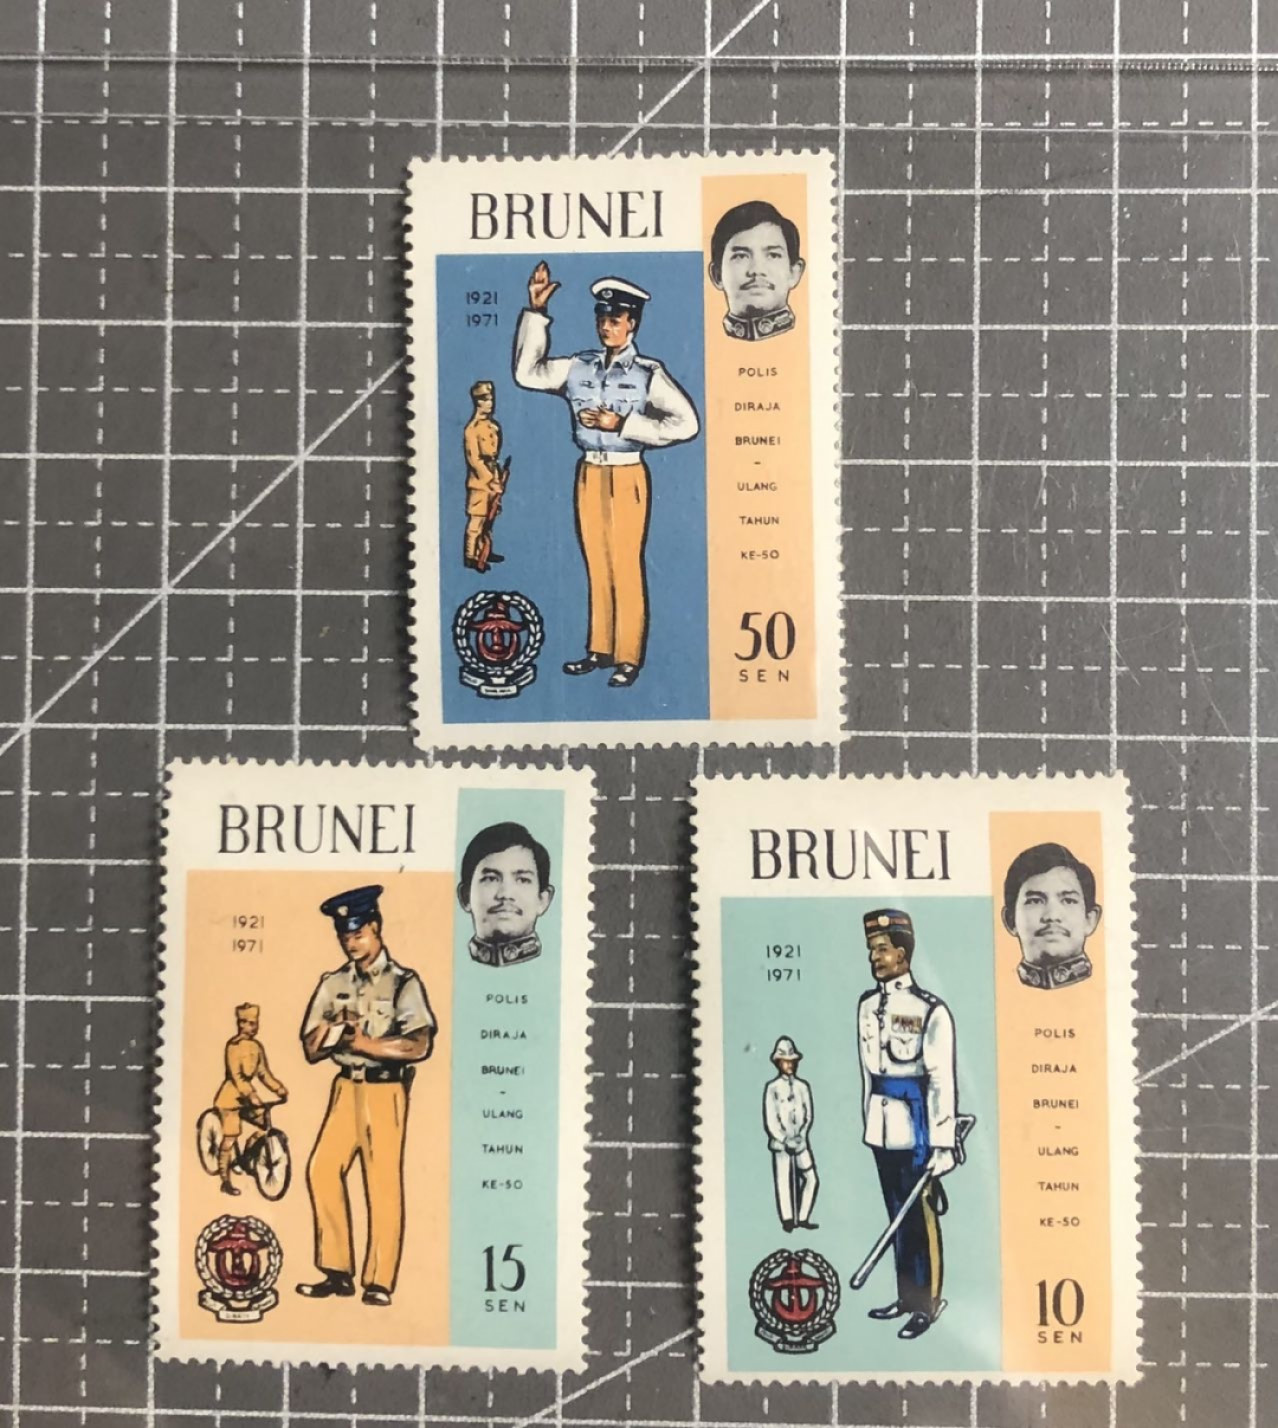 BRUNEI
1921
1971
POLIS
DIRAJA
BRUNEI
-
ULANG
TAHUN
KE-50
50
SEN
BRUNEI
1921
1971
POLIS
DIRAJA
BRUNEI
-
ULANG
TAHUN
KE-50
15
SEN
BRUNEI
1921
1971
POLIS
DIRAJA
BRUNEI
-
ULANG
TAHUN
KE-50
10
SEN